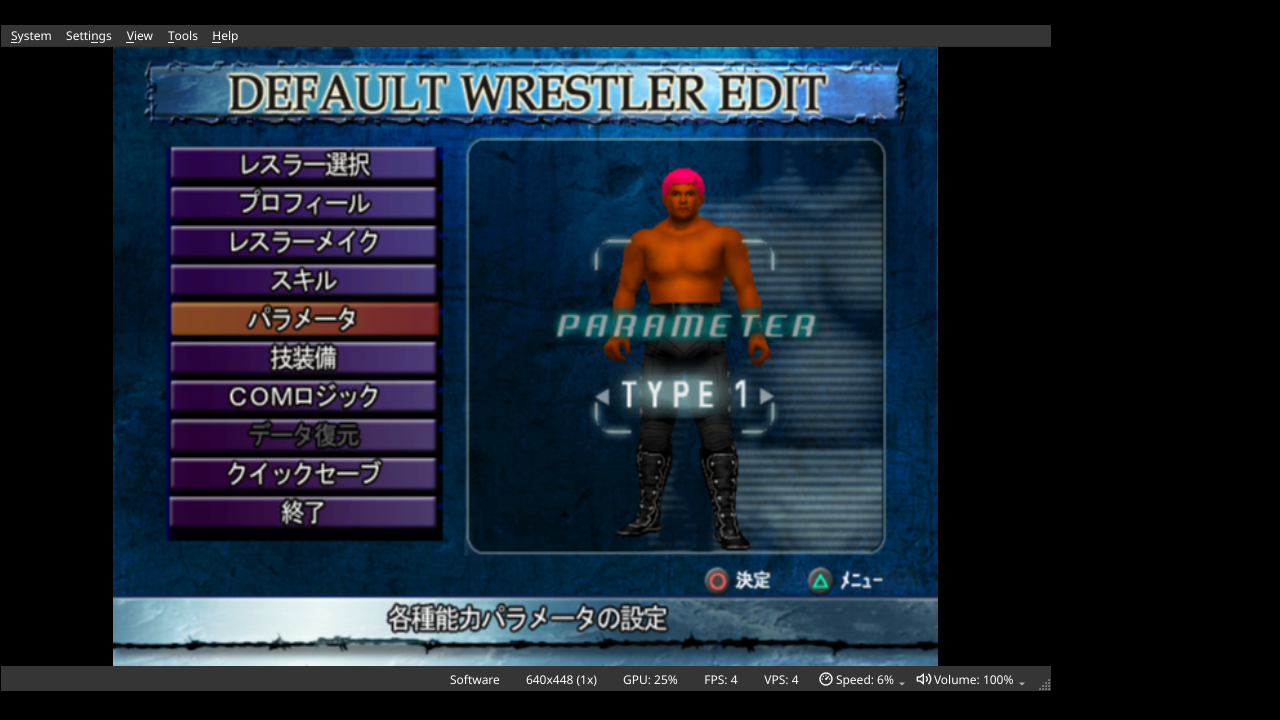 System Settings View Tools Help
DEFAULT WRESTLER EDIT
レスラー選択
プロフィール
レスラーメイク
スキル
パラメータ
技装備
COMロジック
データ復元
クイックセーブ
終了
PARAMETER
TYPE 1
決定 メニュー
各種能力パラメータの設定
Software 640x448 (1x) GPU: 25% FPS: 4 VPS: 4 Speed: 6% Volume: 100%